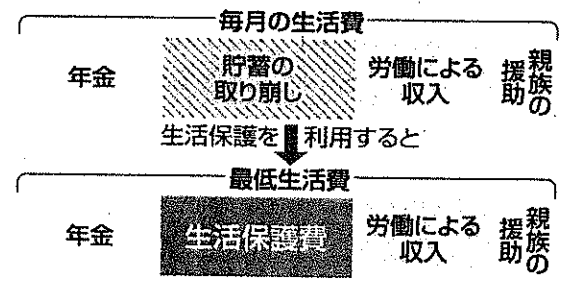 毎月の生活費
年金
貯蓄の
取り崩し
労働による
収入
親族の
援助
生活保護を
利用すると
最低生活費
年金
生活保護費
労働による
収入
親族の
援助